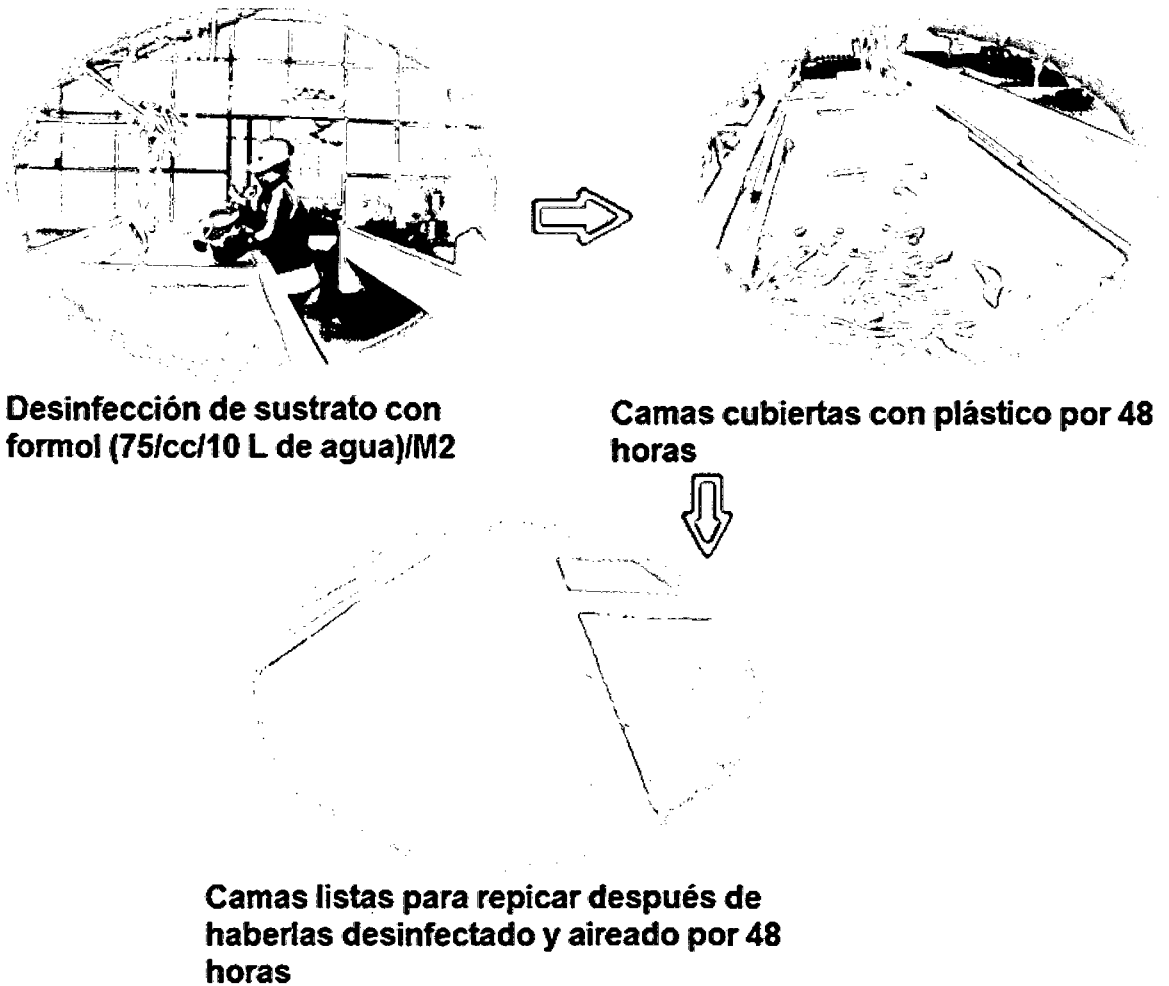 Desinfección de sustrato con
formol (75/cc/10 L de agua)/M2
Camas cubiertas con plástico por 48
horas
Camas listas para repicar después de
haberlas desinfectado y aireado por 48
horas